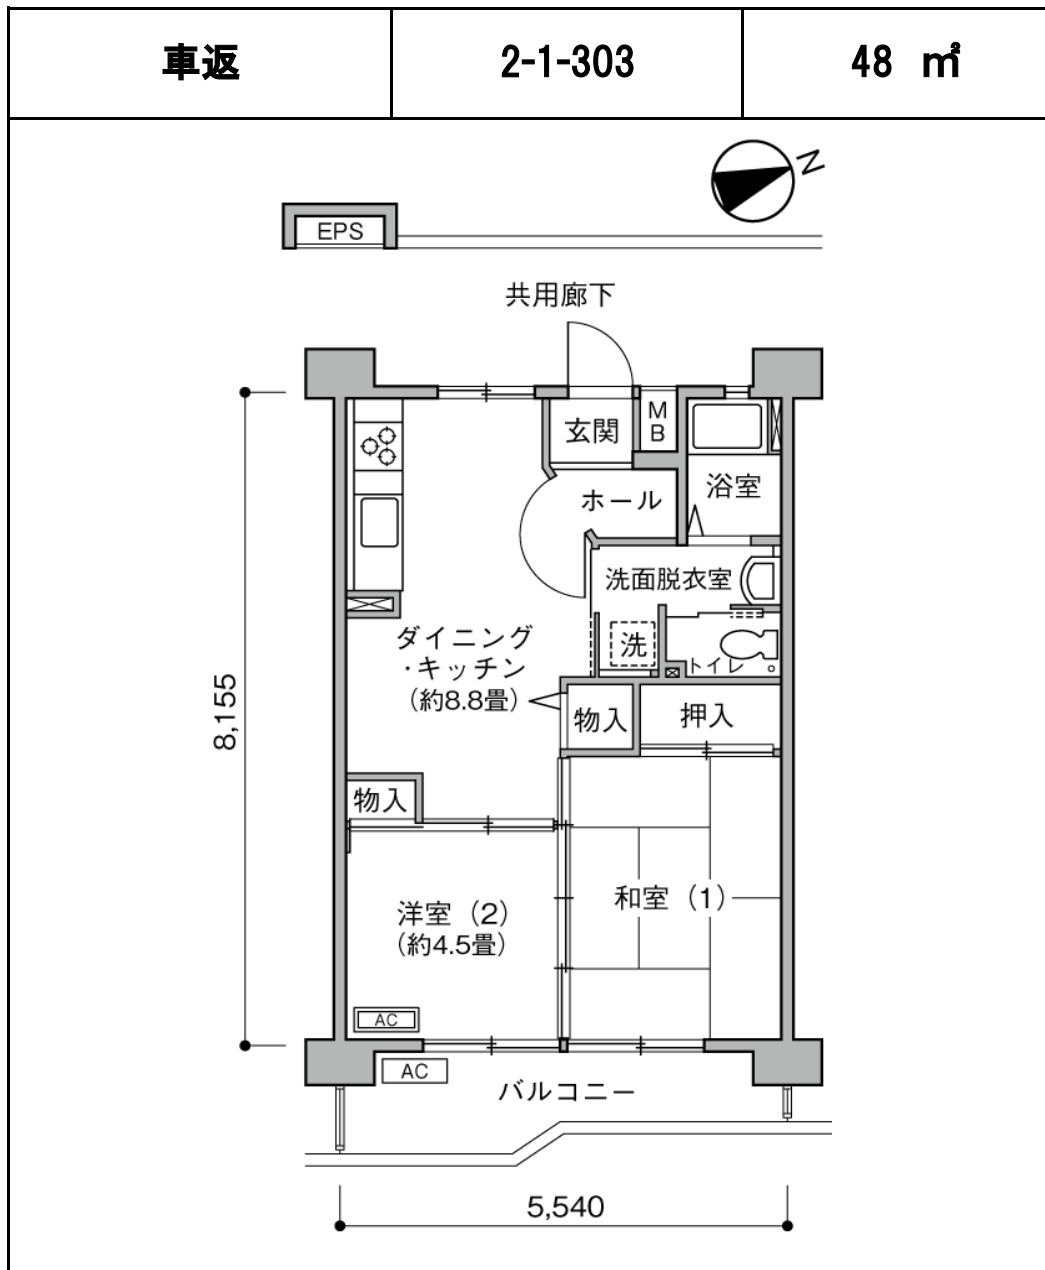 車返
2-1-303
48 ㎡
N
EPS
共用廊下
玄関
M
B
浴室
ホール
洗面脱衣室
ダイニング
・キッチン
(約8.8畳)
洗
トイレ
物入
押入
8,155
物入
和室 (1)
洋室 (2)
(約4.5畳)
AC
AC
バルコニー
5,540